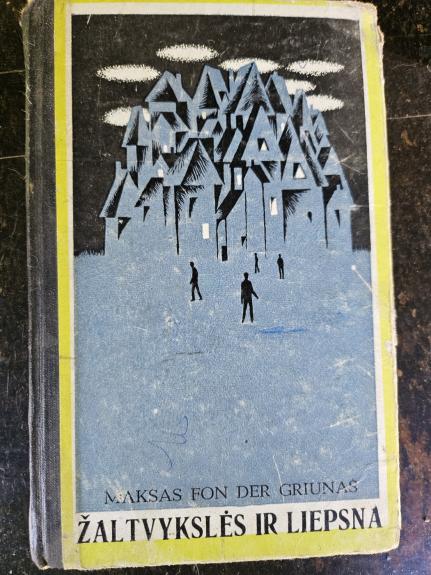 MAKSAS FON DER GRIUNAS
ŽALTVYKSLĖS IR LIEPSNA